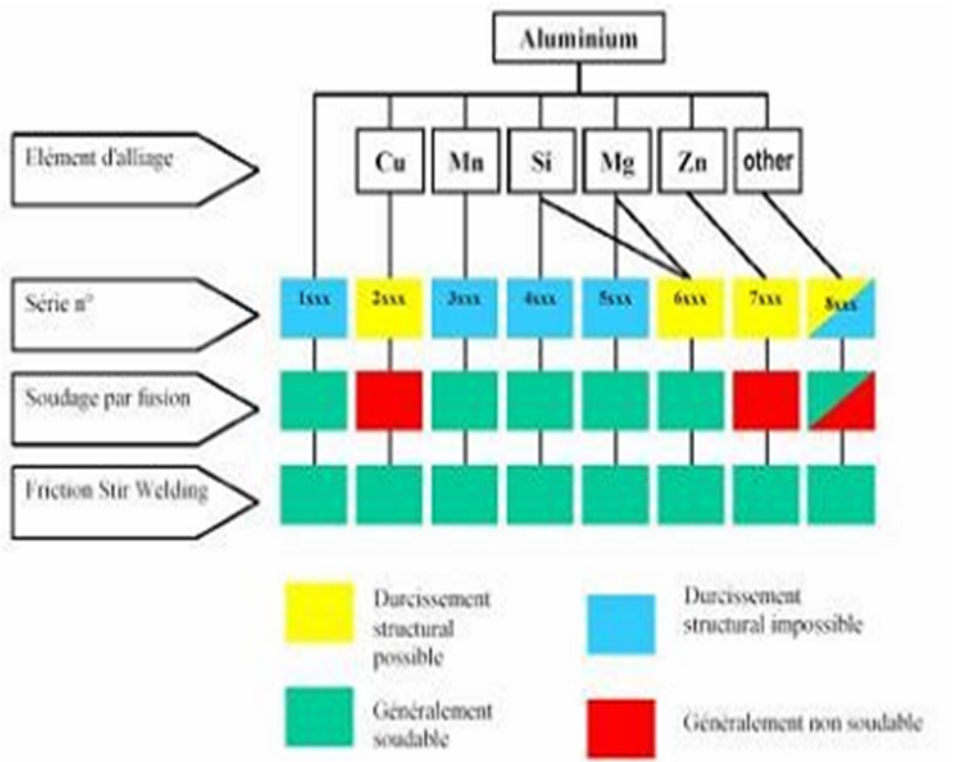 Aluminium
Elément d'alliage
Cu Mn Si Mg Zn other
Série n°
1xxx 2xxx 3xxx 4xxx 5xxx 6xxx 7xxx 8xxx
Soudage par fusion
Friction Stir Welding
Durcissement
structural
possible
Durcissement
structural impossible
Généralement
soudable
Généralement non soudable